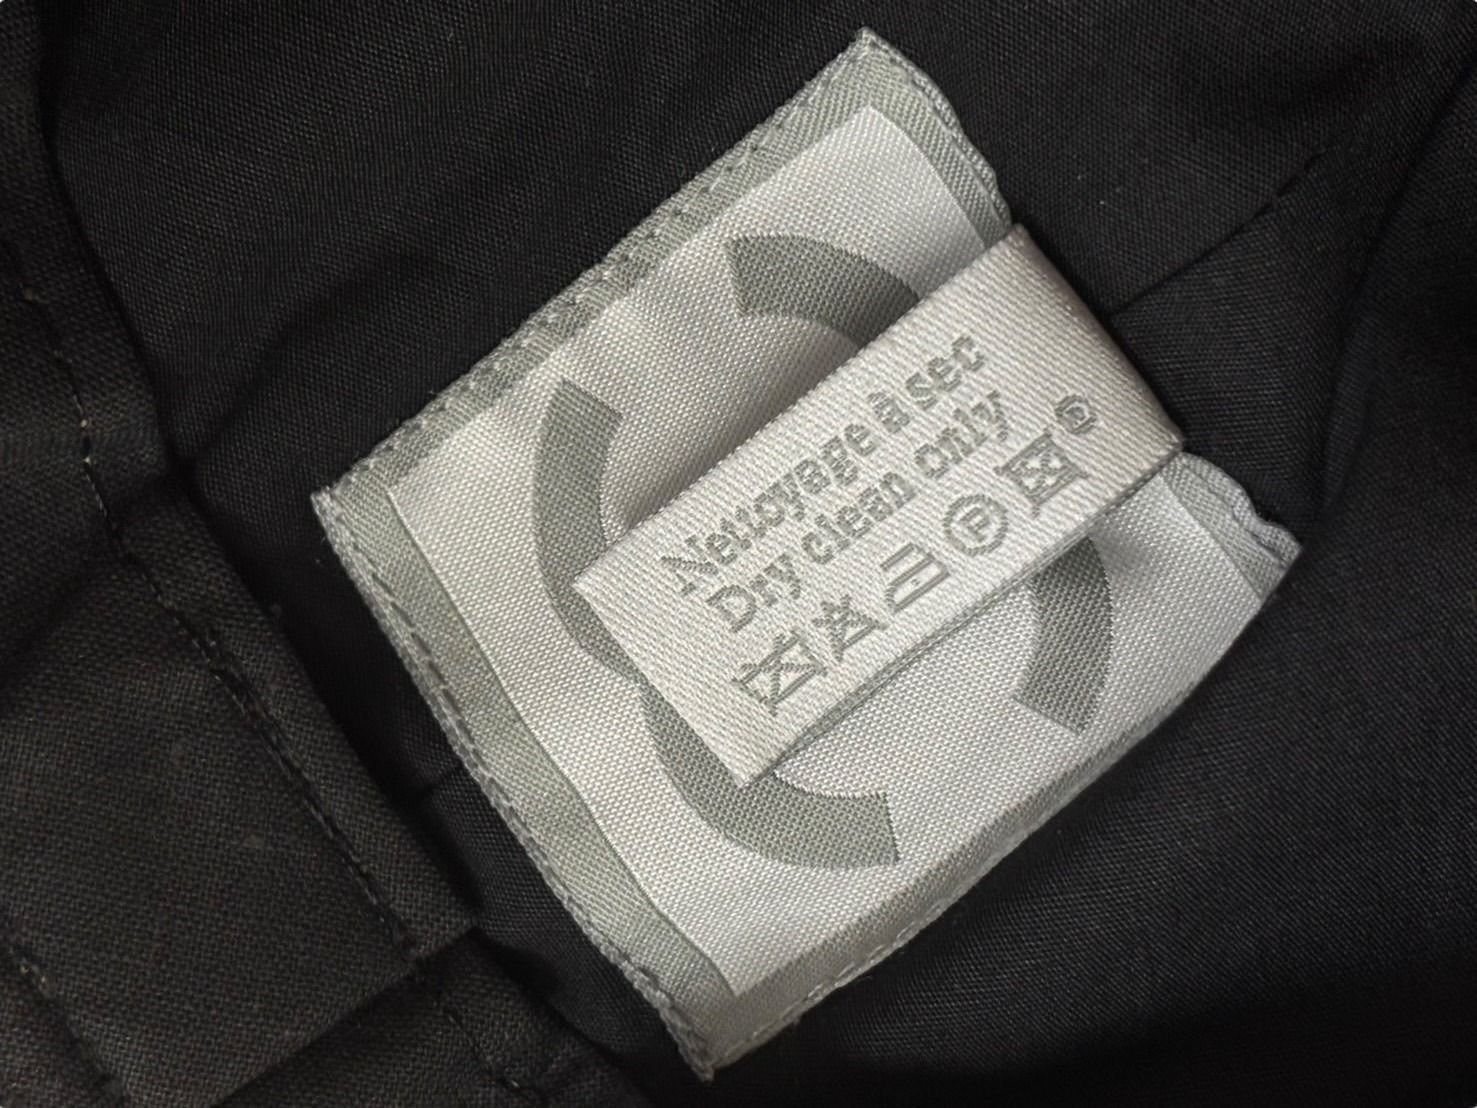 Nettoyage à sec
Dry clean only
P